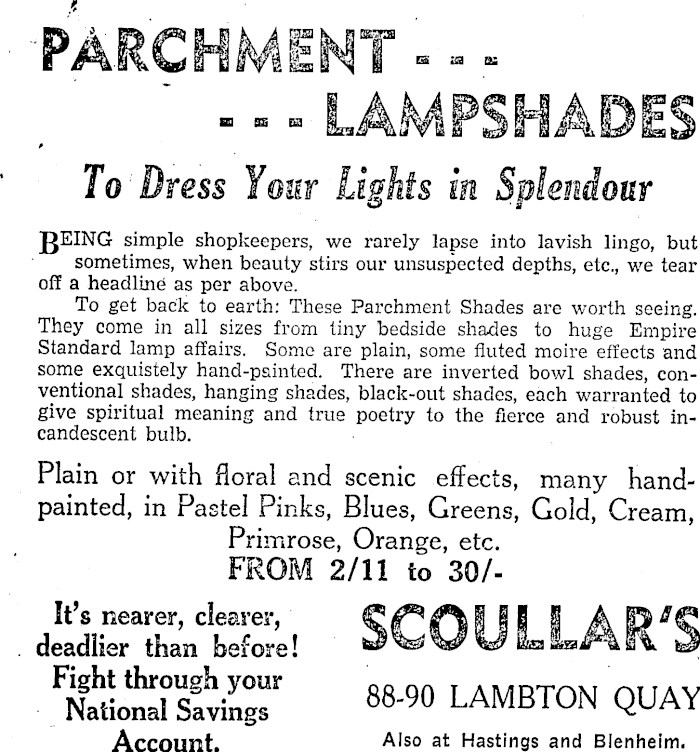 PARCHMENT - - -
- - - LAMPSHADES
To Dress Your Lights in Splendour
BEING simple shopkeepers, we rarely lapse into lavish lingo, but
sometimes, when beauty stirs our unsuspected depths, etc., we tear
off a headline as per above.
To get back to earth: These Parchment Shades are worth seeing.
They come in all sizes from tiny bedside shades to huge Empire
Standard lamp affairs. Some are plain, some fluted moire effects and
some exquistely hand-painted. There are inverted bowl shades, con-
ventional shades, hanging shades, black-out shades, each warranted to
give spiritual meaning and true poetry to the fierce and robust in-
candescent bulb.
Plain or with floral and scenic effects, many hand-
painted, in Pastel Pinks, Blues, Greens, Gold, Cream,
Primrose, Orange, etc.
FROM 2/11 to 30/-
It's nearer, clearer,
deadlier than before!
Fight through your
National Savings
Account.
SCOULLAR'S
88-90 LAMBTON QUAY
Also at Hastings and Blenheim.